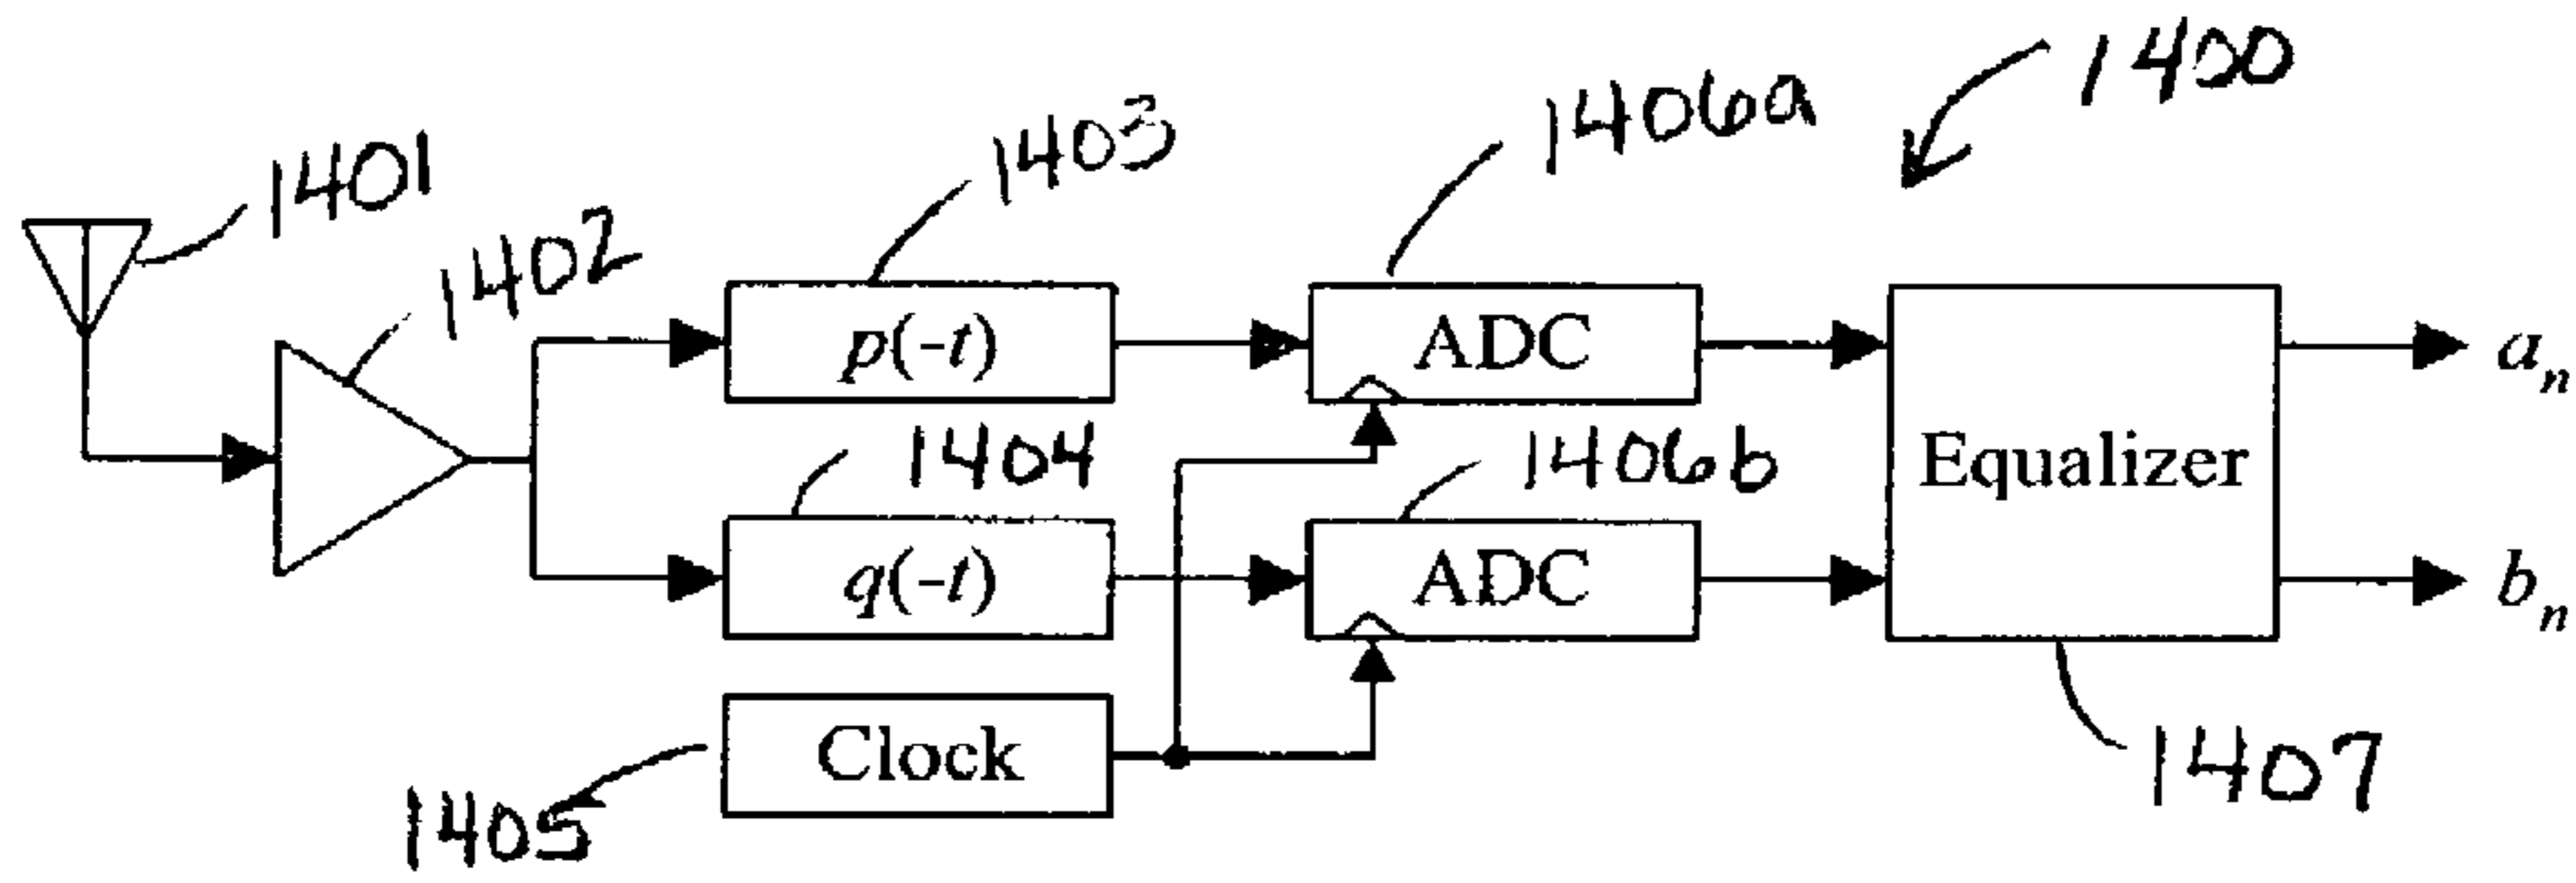 1400
1401
1402
1403
1406a
p(-t)
ADC
a_n
1404
1406b
Equalizer
q(-t)
ADC
b_n
Clock
1405
1407